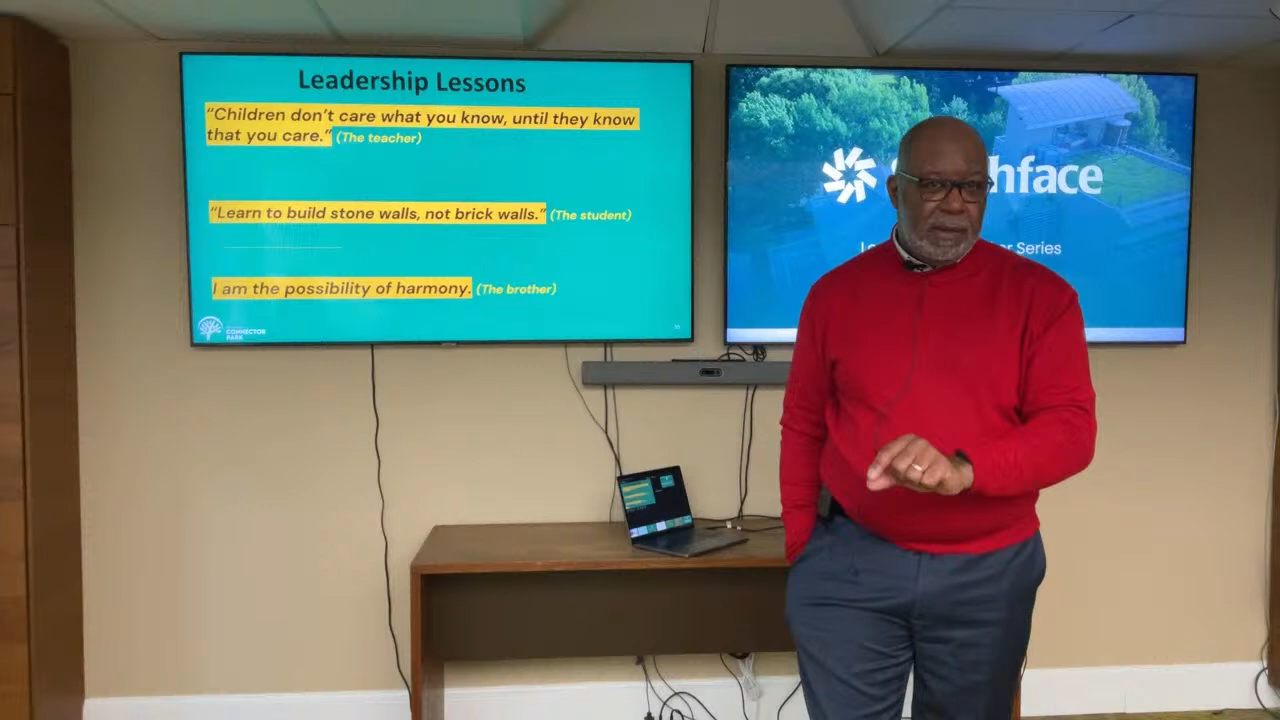 Leadership Lessons
“Children don’t care what you know, until they know
that you care.” (The teacher)
“Learn to build stone walls, not brick walls.” (The student)
I am the possibility of harmony. (The brother)
CONNECTOR
PARK
hface
Series